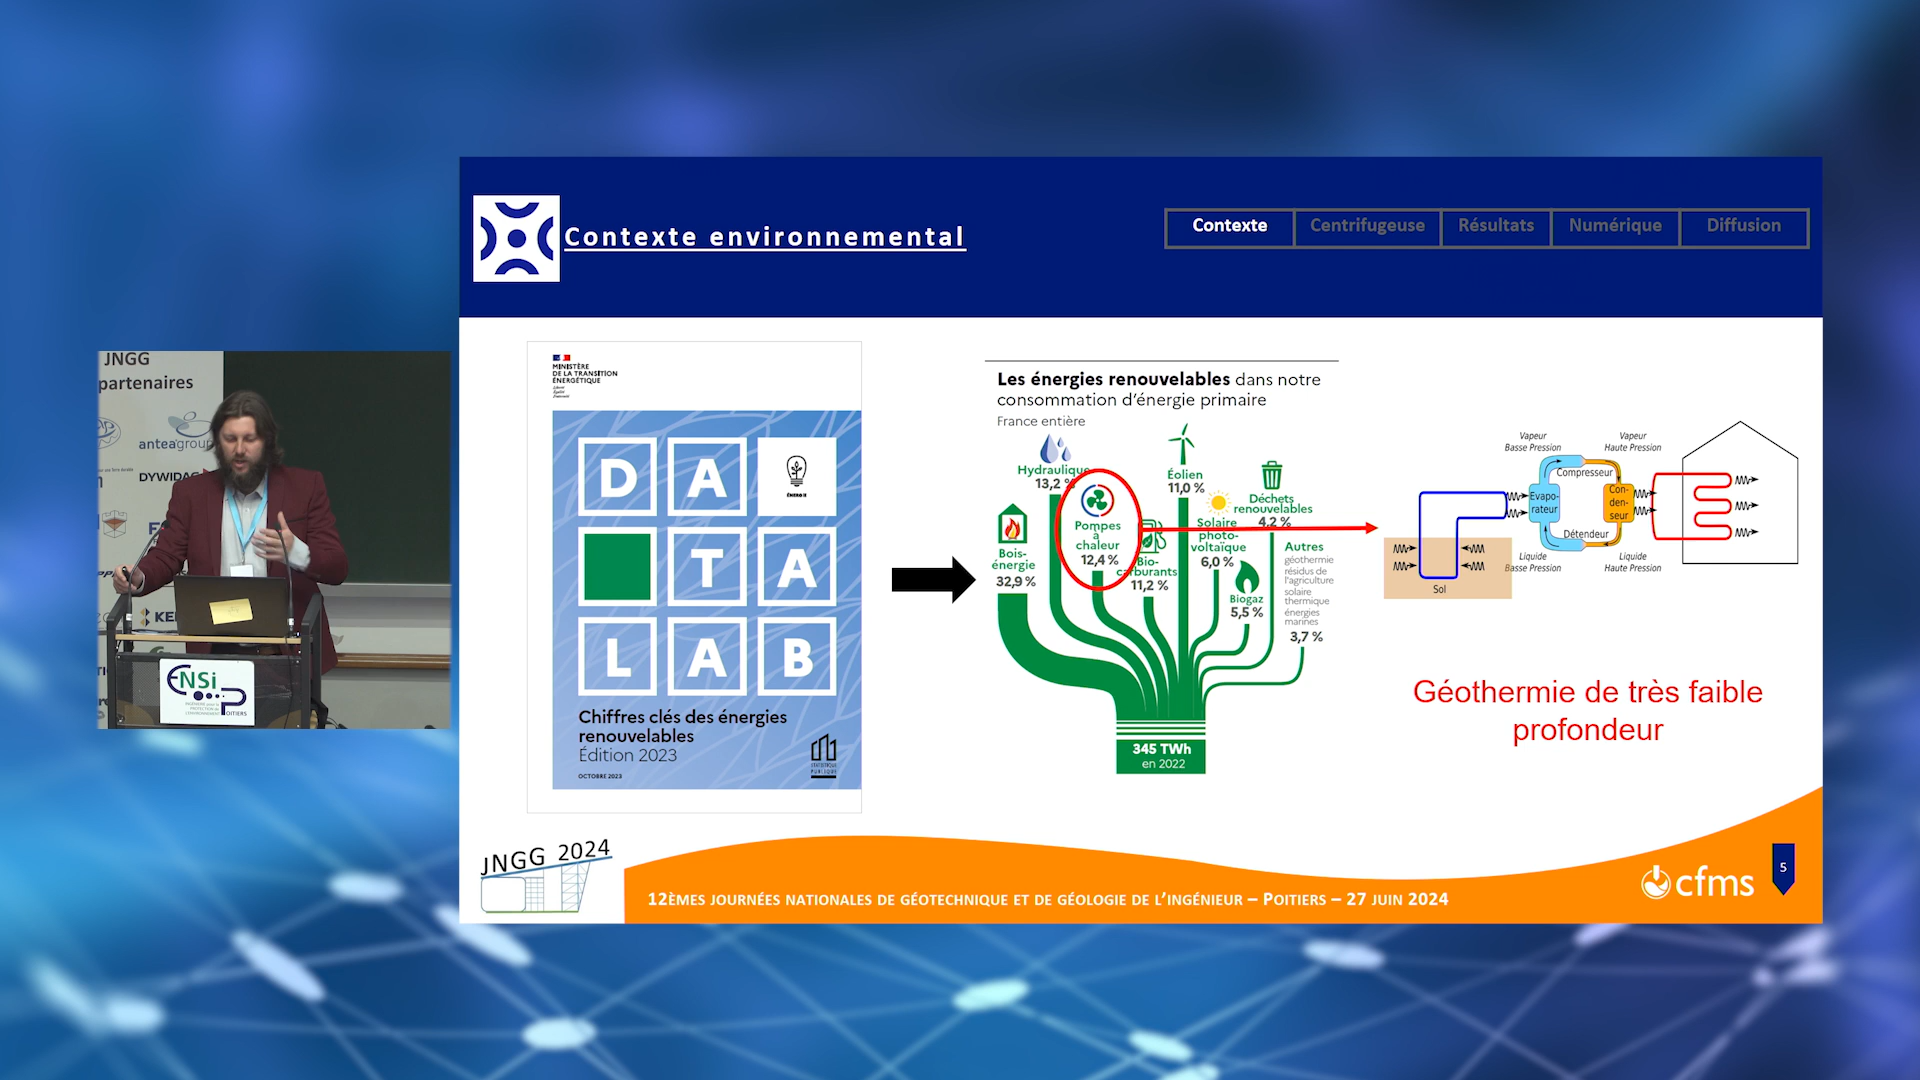 Contexte environnemental
Contexte
Centrifugeuse
Résultats
Numérique
Diffusion
JNGG
partenaires
anteagroup
DYWIDAG
ENSi
POITIERS
MINISTÈRE
DE LA TRANSITION
ÉNERGÉTIQUE
Liberté
Égalité
Fraternité
D A
ÉNERGIE
T A
L A B
Chiffres clés des énergies
renouvelables
Édition 2023
OCTOBRE 2023
Les énergies renouvelables dans notre
consommation d'énergie primaire
France entière
Hydraulique
13,2
Pompes
à
chaleur
12,4 %
Éolien
11,0 %
Déchets
renouvelables
4,2 %
Bois-
énergie
32,9 %
Bio-
carburants
11,2 %
Solaire
photo-
voltaïque
6,0 %
Biogaz
5,5 %
Autres
géothermie
résidus de
l'agriculture
solaire
thermique
énergies
marines
3,7 %
345 TWh
en 2022
Vapeur
Basse Pression
Vapeur
Haute Pression
Compresseur
Evapo-
rateur
Con-
den-
seur
Détendeur
Liquide
Basse Pression
Liquide
Haute Pression
Sol
Géothermie de très faible
profondeur
JNGG 2024
12ÈMES JOURNÉES NATIONALES DE GÉOTECHNIQUE ET DE GÉOLOGIE DE L'INGÉNIEUR – POITIERS – 27 JUIN 2024
cfms
5